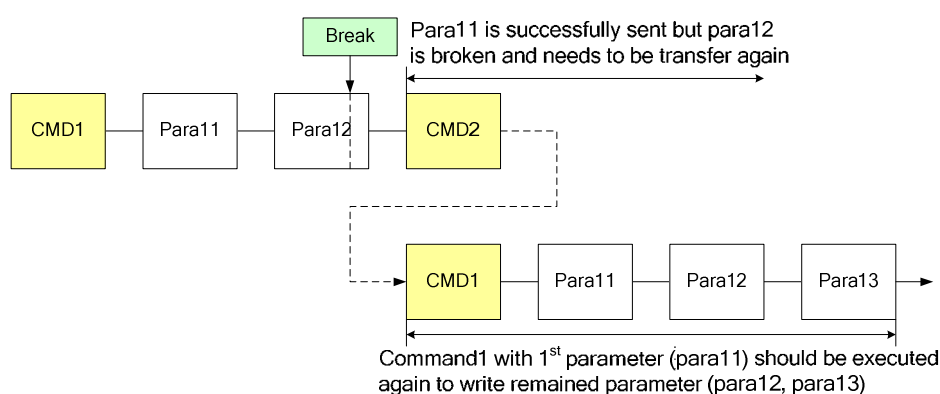 Break
Para11 is successfully sent but para12
is broken and needs to be transfer again
CMD1
Para11
Para12
CMD2
CMD1
Para11
Para12
Para13
Command1 with 1st parameter (para11) should be executed
again to write remained parameter (para12, para13)